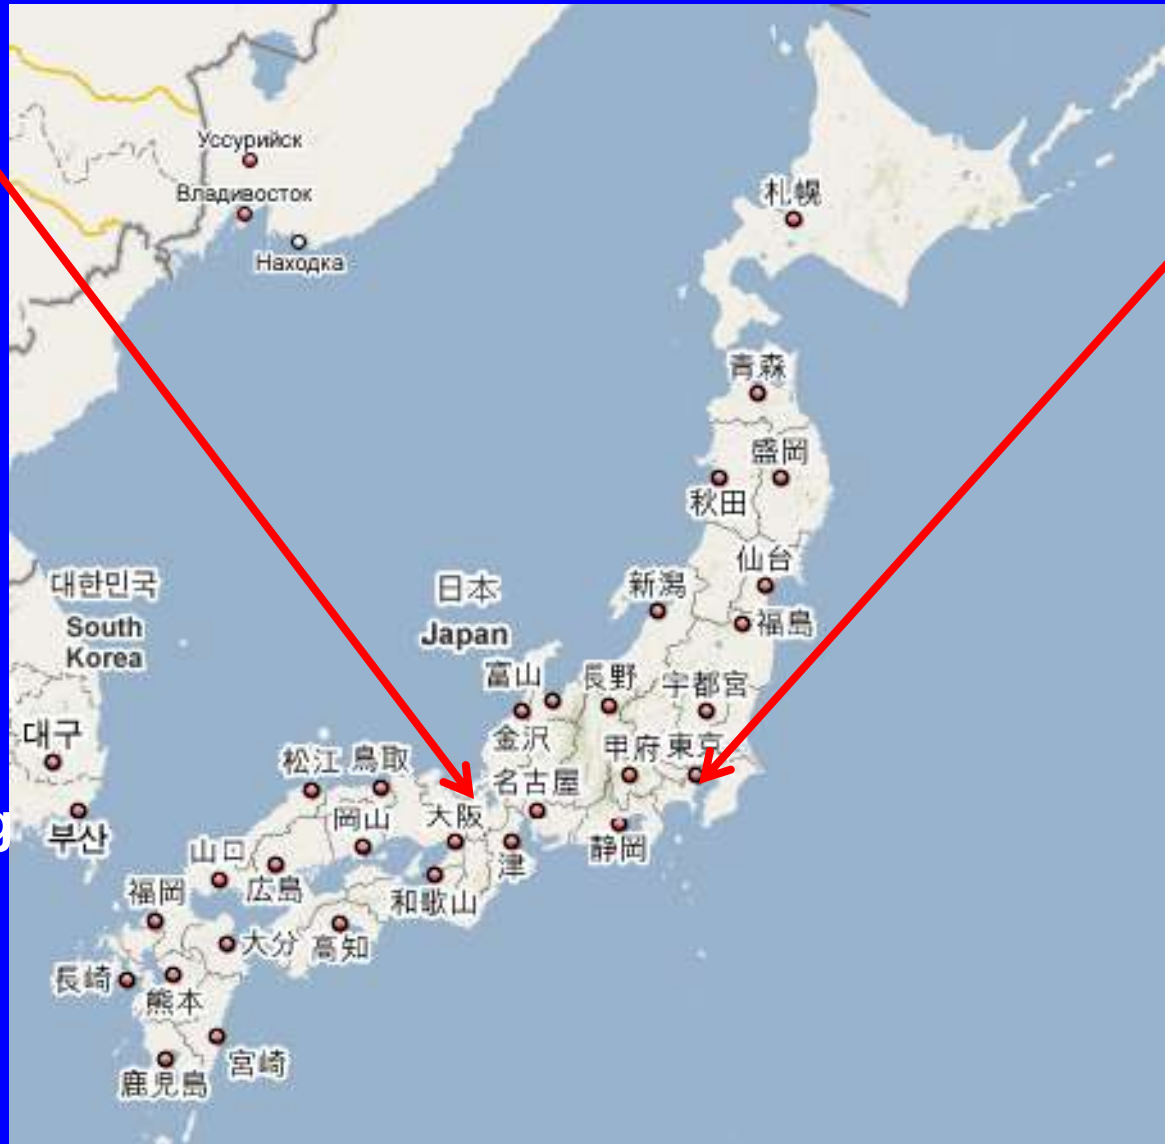 Уссурийск
Владивосток
Находка
札幌
青森
盛岡
秋田
仙台
新潟
福島
대한민국
South
Korea
日本
Japan
富山
長野
宇都宮
金沢
甲府
東京
대구
松江
鳥取
名古屋
岡山
大阪
부산
g
山口
広島
津
静岡
福岡
和歌山
大分
高知
長崎
熊本
宮崎
鹿児島